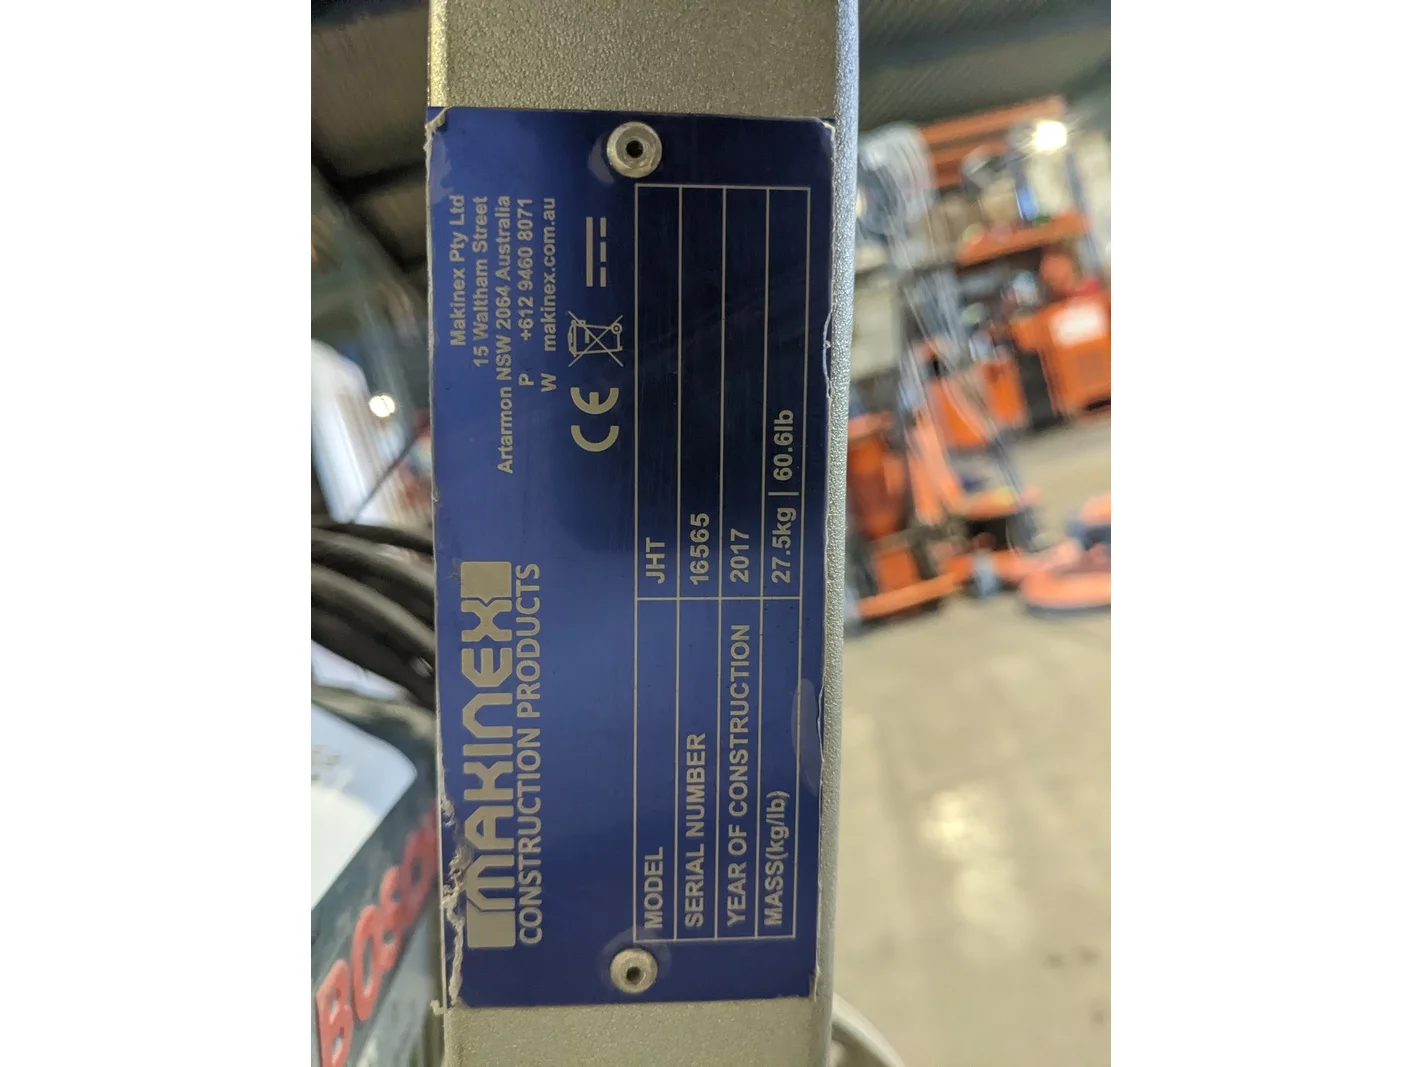 MAKINEX
CONSTRUCTION PRODUCTS
Makinex Pty Ltd
15 Waltham Street
Artarmon NSW 2064 Australia
P +612 9460 8071
W makinex.com.au
CE
MODEL JHT
SERIAL NUMBER 16565
YEAR OF CONSTRUCTION 2017
MASS(kg/lb) 27.5kg | 60.6lb
BOSCH